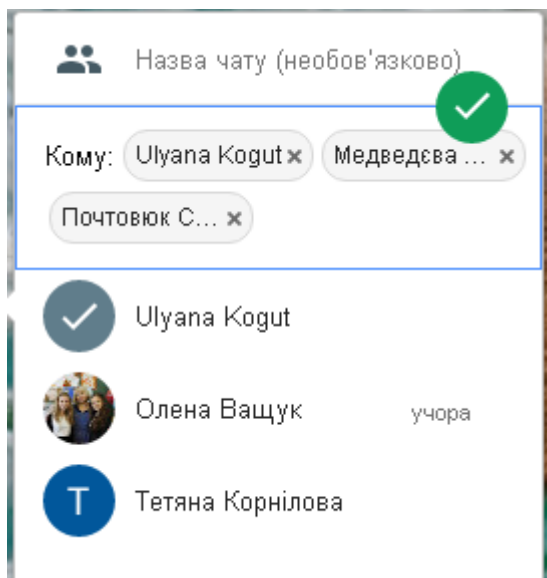 Назва чату (необов'язково)
Кому: Ulyana Kogut × Медведєва ... ×
Почтовюк С... ×
Ulyana Kogut
Олена Ващук учора
Т Тетяна Корнілова